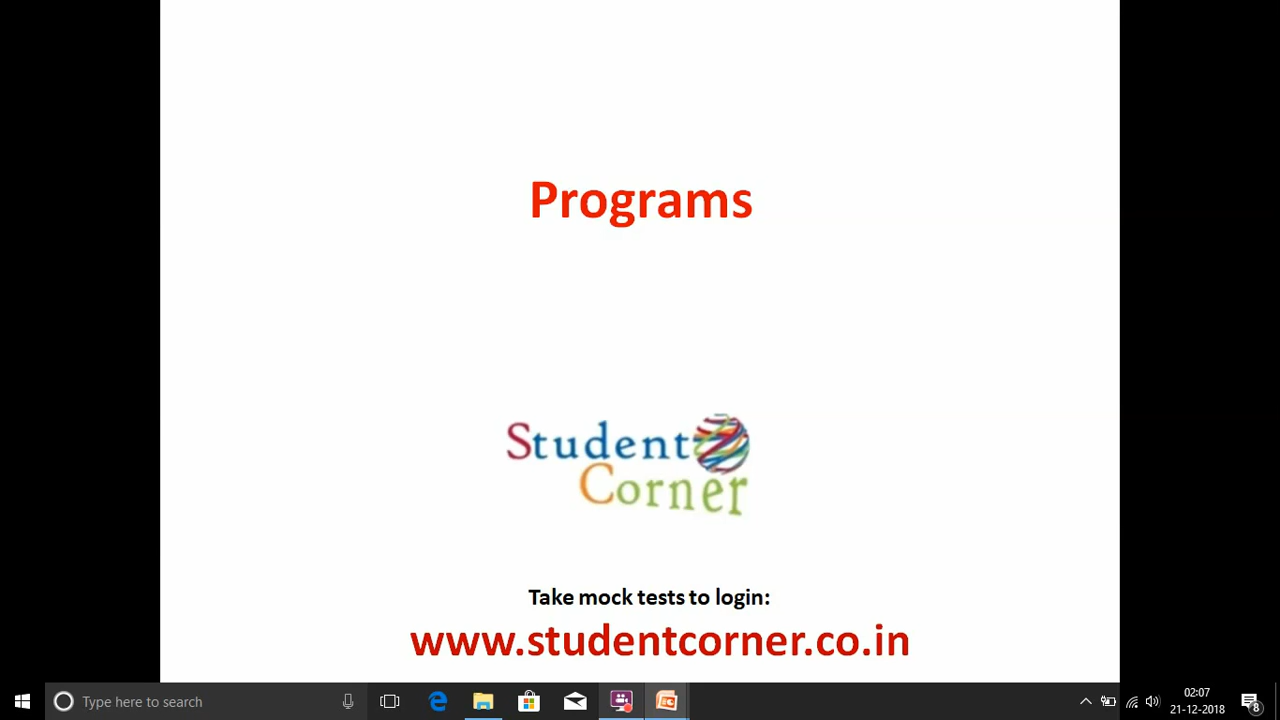 Programs
Student
Corner
Take mock tests to login:
www.studentcorner.co.in
Type here to search
02:07
21-12-2018
8